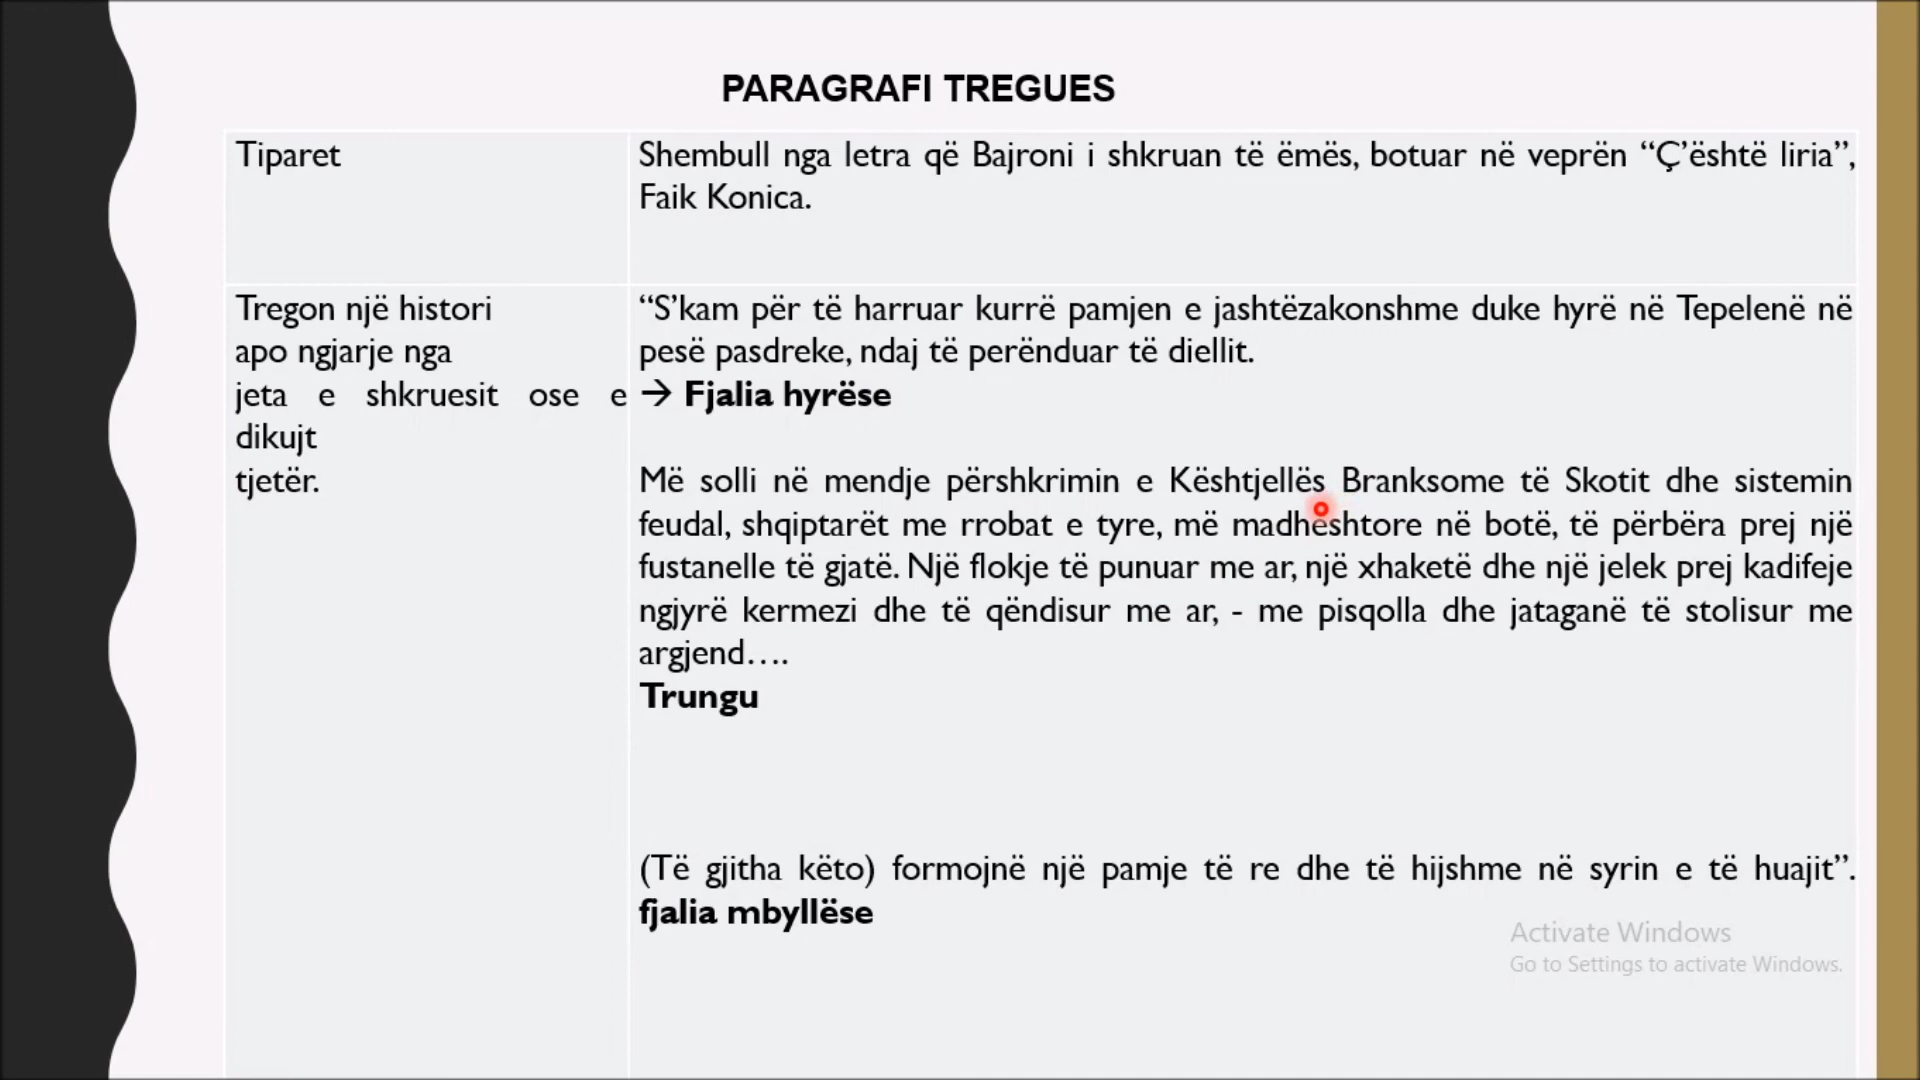 PARAGRAFI TREGUES
Tiparet
Shembull nga letra që Bajroni i shkruan të ëmës, botuar në veprën “Ç’është liria”,
Faik Konica.
Tregon një histori
apo ngjarje nga
jeta e shkruesit ose e
dikujt
tjetër.
“S’kam për të harruar kurrë pamjen e jashtëzakonshme duke hyrë në Tepelenë në
pesë pasdreke, ndaj të perënduar të diellit.
→ Fjalia hyrëse
Më solli në mendje përshkrimin e Kështjellës Branksome të Skotit dhe sistemin
feudal, shqiptarët me rrobat e tyre, më madhështore në botë, të përbëra prej një
fustanelle të gjatë. Një flokje të punuar me ar, një xhaketë dhe një jelek prej kadifeje
ngjyrë kermezi dhe të qëndisur me ar, - me pisqolla dhe jataganë të stolisur me
argjend….
Trungu
(Të gjitha këto) formojnë një pamje të re dhe të hijshme në syrin e të huajit”.
fjalia mbyllëse
Activate Windows
Go to Settings to activate Windows.